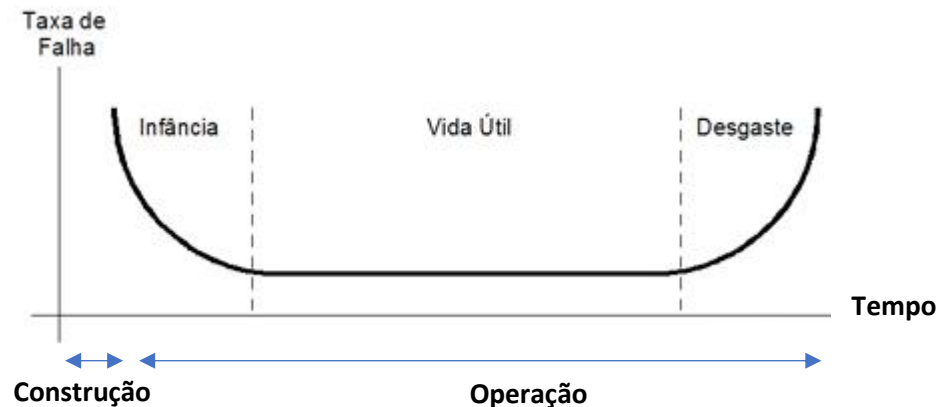 Taxa de
Falha
Infância
Vida Útil
Desgaste
Tempo
Construção
Operação